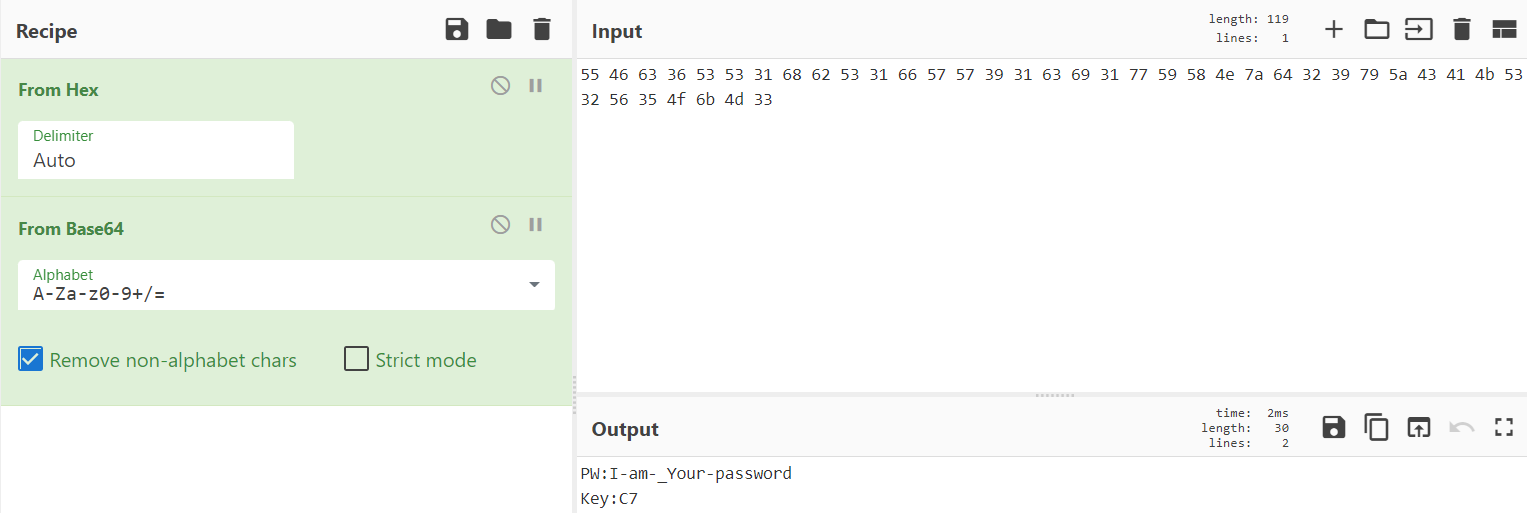 Recipe
From Hex
Delimiter
Auto
From Base64
Alphabet
A-Za-z0-9+/=
Remove non-alphabet chars Strict mode
Input
length: 119
lines: 1
55 46 63 36 53 53 31 68 62 53 31 66 57 57 39 31 63 69 31 77 59 58 4e 7a 64 32 39 79 5a 43 41 4b 53
32 56 35 4f 6b 4d 33
Output
time: 2ms
length: 30
lines: 2
PW:I-am-_Your-password
Key:C7